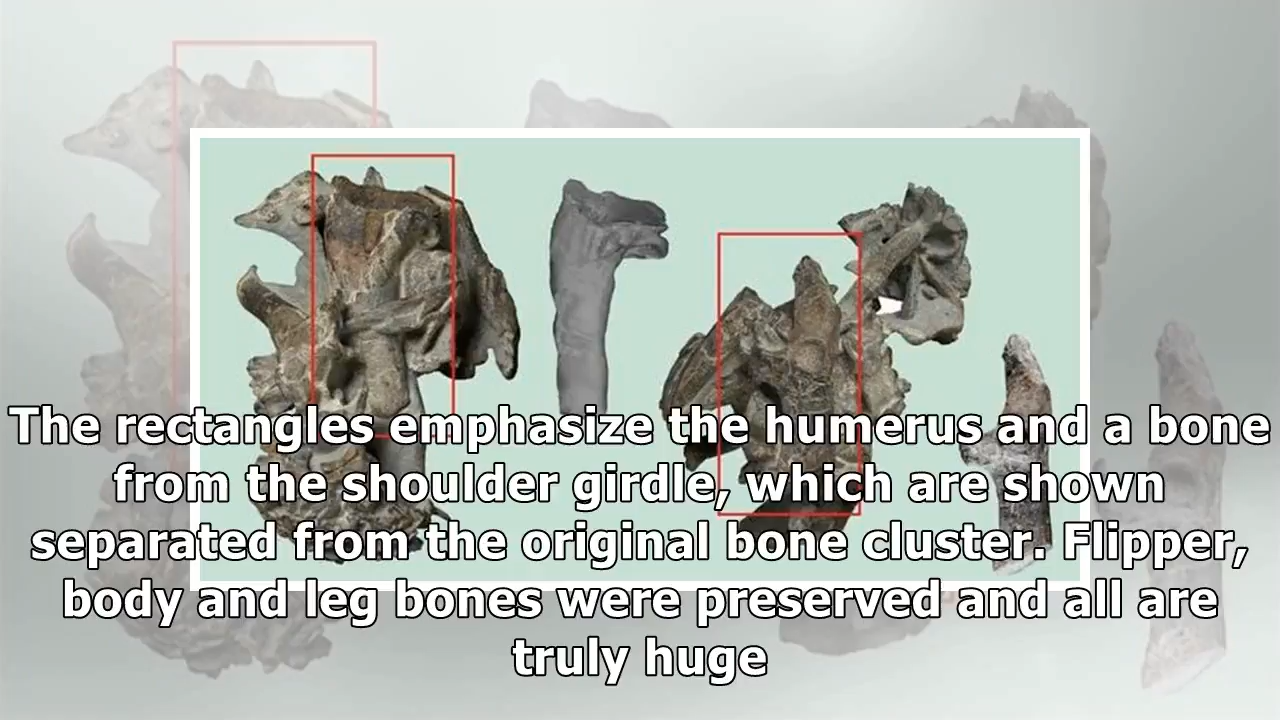 The rectangles emphasize the humerus and a bone
from the shoulder girdle, which are shown
separated from the original bone cluster. Flipper,
body and leg bones were preserved and all are
truly huge